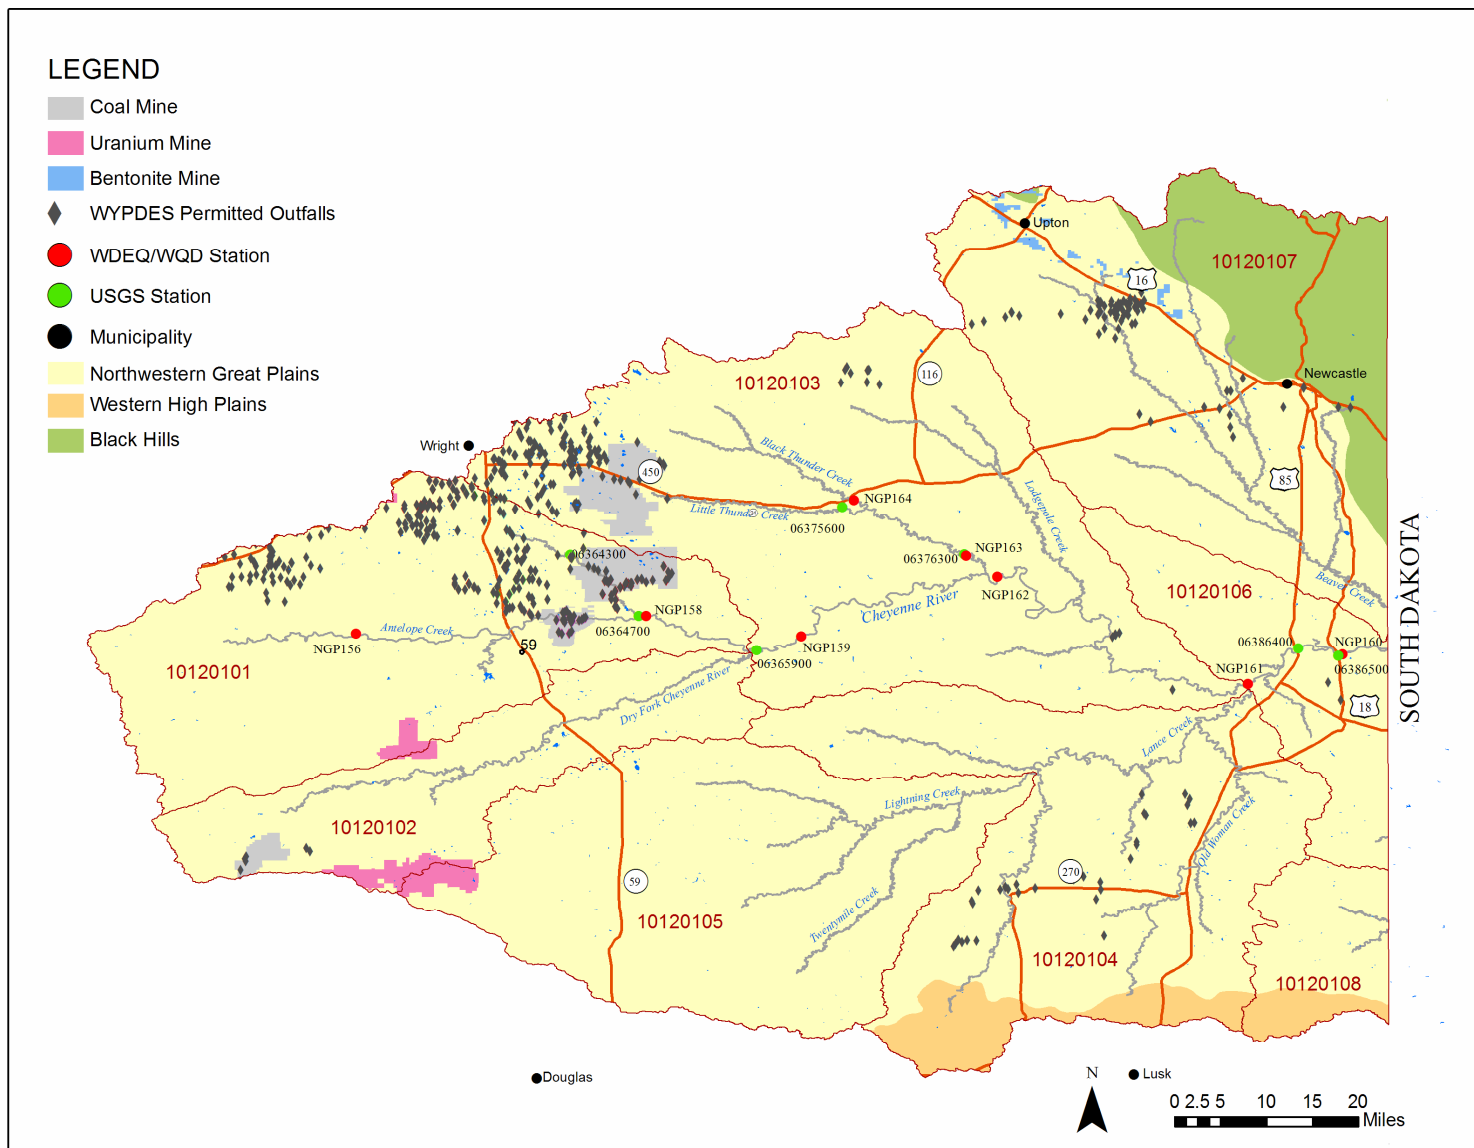 LEGEND
Coal Mine
Uranium Mine
Bentonite Mine
WYPDES Permitted Outfalls
WDEQ/WQD Station
USGS Station
Municipality
Northwestern Great Plains
Western High Plains
Black Hills
Upton
10120107
16
Newcastle
116
10120103
Wright
450
Black Thunder Creek
85
Lodgepole Creek
NGP164
Little Thunder Creek
06375600
SOUTH DAKOTA
06364300
NGP163
06376300
NGP162
Beaver Creek
10120106
Cheyenne River
NGP158
06364700
Antelope Creek
NGP156
59
NGP159
06365900
06386400
NGP160
06386500
NGP161
10120101
Dry Fork Cheyenne River
18
Lance Creek
Lightning Creek
Old Woman Creek
10120102
59
270
10120105
Twentymile Creek
10120104
10120108
Douglas
N
Lusk
0 2.5 5 10 15 20
Miles